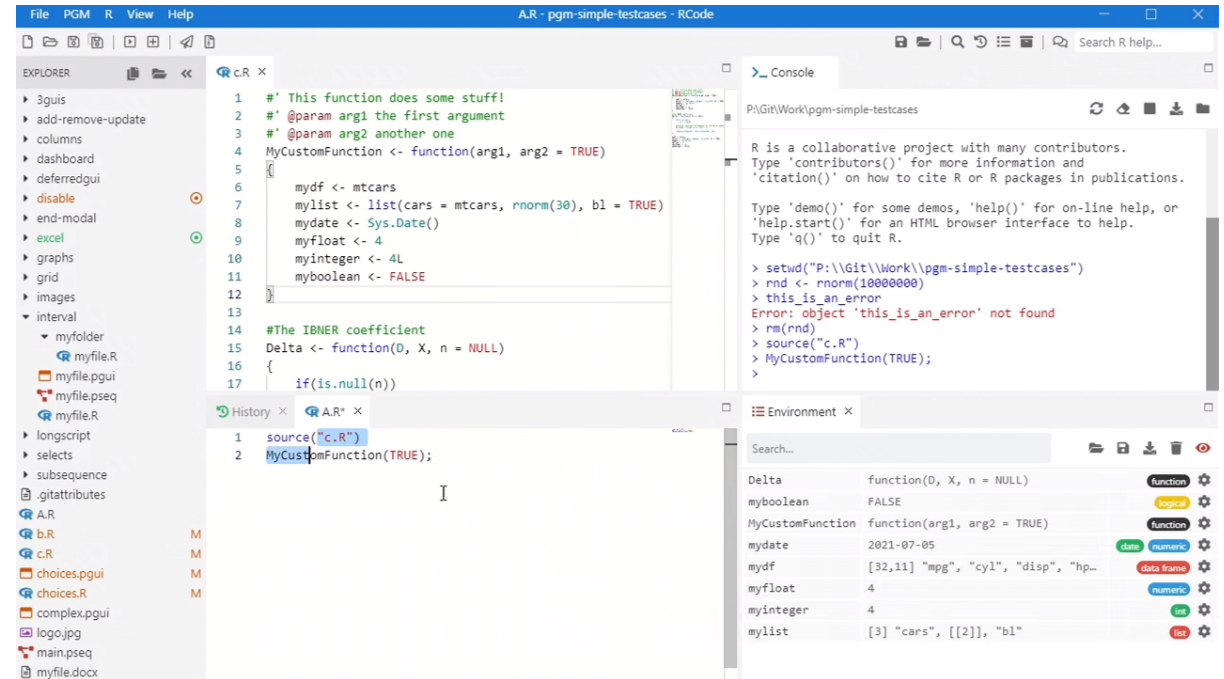 File PGM R View Help
A.R - pgm-simple-testcases - RCode
Search R help...
EXPLORER
3guis
add-remove-update
columns
dashboard
deferredgui
disable
end-modal
excel
graphs
grid
images
interval
myfolder
myfile.R
myfile.pgui
myfile.pseq
myfile.R
longscript
selects
subsequence
.gitattributes
A.R
b.R M
c.R M
choices.pgui M
choices.R M
complex.pgui
logo.jpg
main.pseq
myfile.docx
c.R
1 #' This function does some stuff!
2 #' @param arg1 the first argument
3 #' @param arg2 another one
4 MyCustomFunction <- function(arg1, arg2 = TRUE)
5 {
6 mydf <- mtcars
7 mylist <- list(cars = mtcars, rnorm(30), bl = TRUE)
8 mydate <- Sys.Date()
9 myfloat <- 4
10 myinteger <- 4L
11 myboolean <- FALSE
12 }
13
14 #The IBNER coefficient
15 Delta <- function(D, X, n = NULL)
16 {
17 if(is.null(n))
History
A.R*
1 source("c.R")
2 MyCustomFunction(TRUE);
Console
P:\Git\Work\pgm-simple-testcases
R is a collaborative project with many contributors.
Type 'contributors()' for more information and
'citation()' on how to cite R or R packages in publications.
Type 'demo()' for some demos, 'help()' for on-line help, or
'help.start()' for an HTML browser interface to help.
Type 'q()' to quit R.
> setwd("P:\\Git\\Work\\pgm-simple-testcases")
> rnd <- rnorm(10000000)
> this_is_an_error
Error: object 'this_is_an_error' not found
> rm(rnd)
> source("c.R")
> MyCustomFunction(TRUE);
>
Environment
Search...
Delta function(D, X, n = NULL) function
myboolean FALSE logical
MyCustomFunction function(arg1, arg2 = TRUE) function
mydate 2021-07-05 date numeric
mydf [32,11] "mpg", "cyl", "disp", "hp... data frame
myfloat 4 numeric
myinteger 4 int
mylist [3] "cars", [[2]], "bl" list